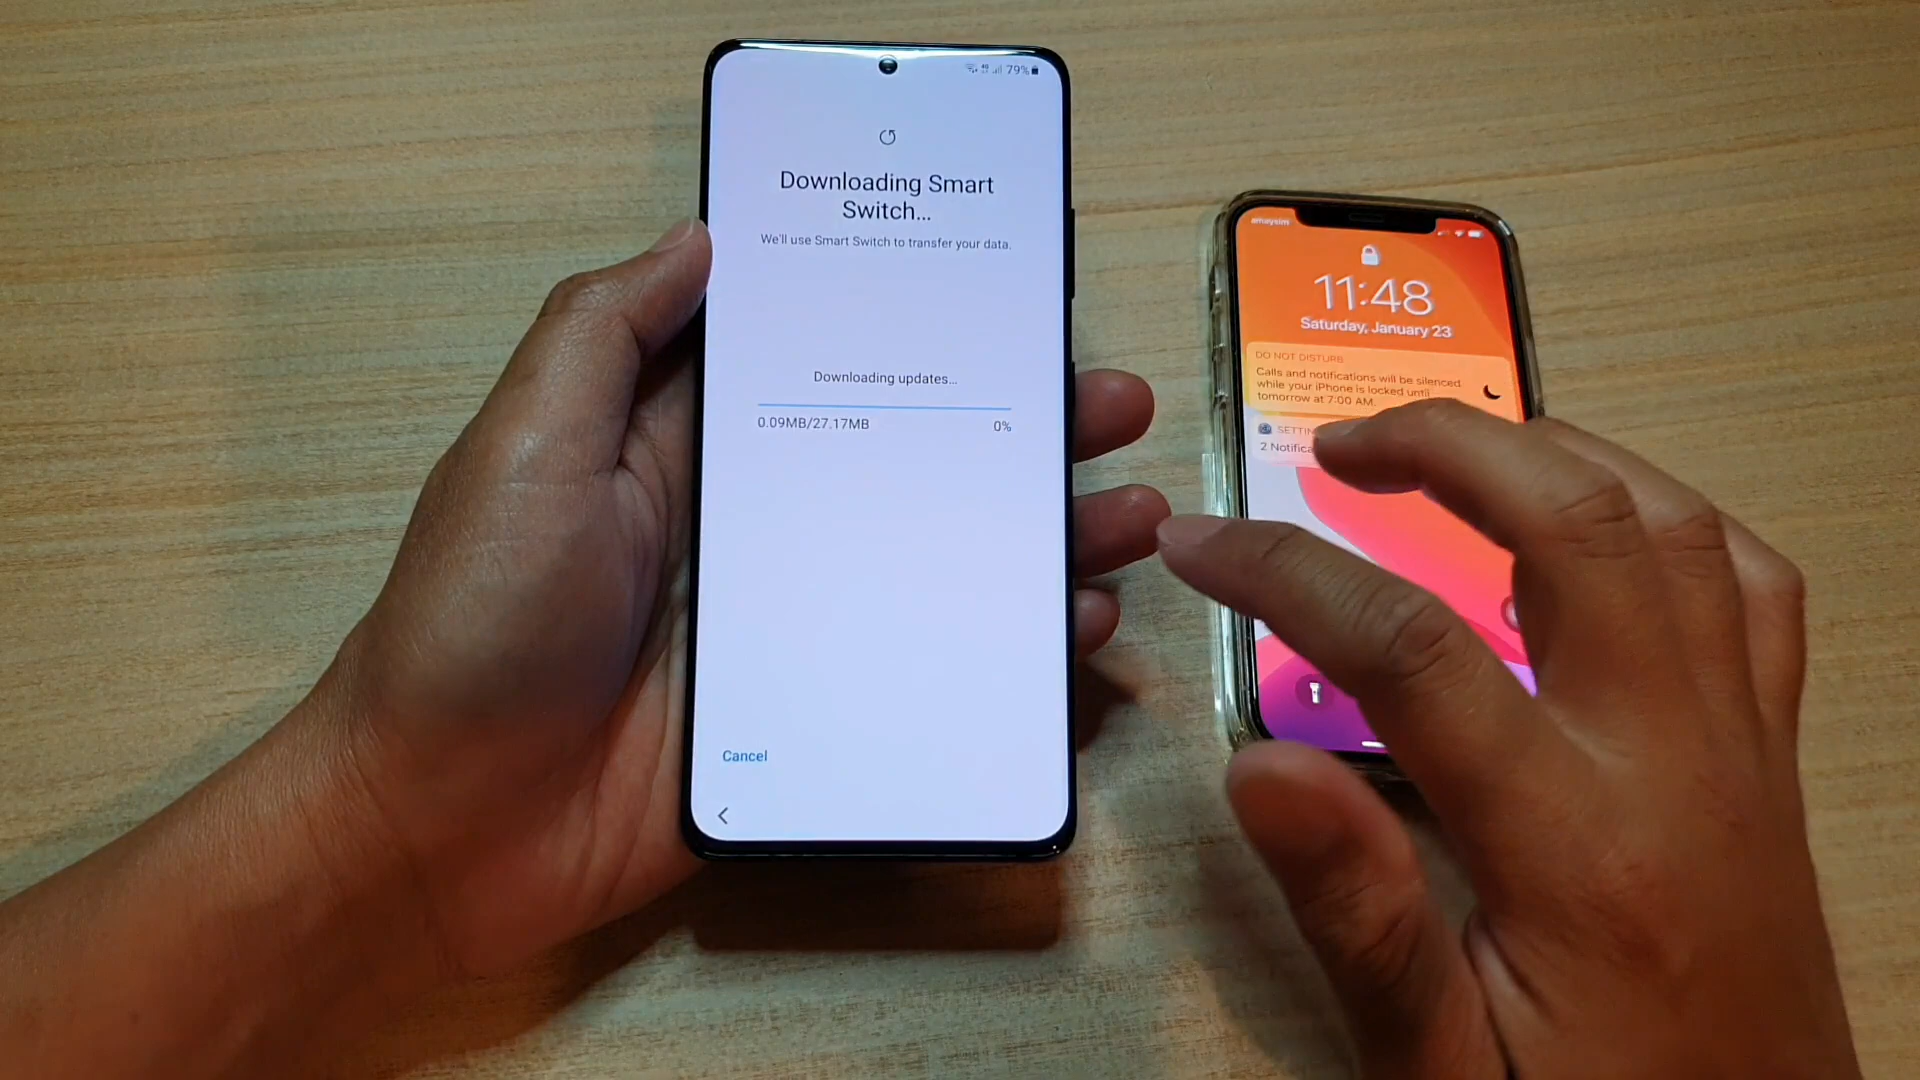 79%
Downloading Smart
Switch...
We'll use Smart Switch to transfer your data.
Downloading updates...
0.09MB/27.17MB 0%
Cancel
amaysim
11:48
Saturday, January 23
DO NOT DISTURB
Calls and notifications will be silenced
while your iPhone is locked until
tomorrow at 7:00 AM.
SETTIN
2 Notifica